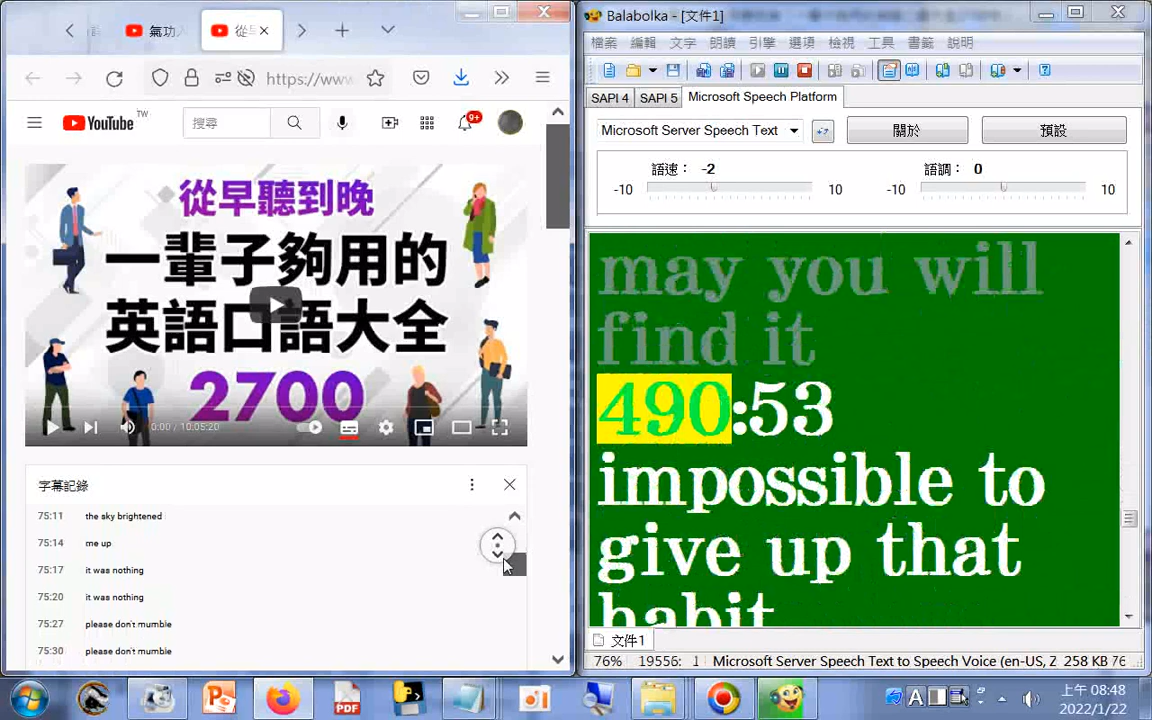 氣功
從
https://www
YouTube TW
搜尋
9+
從早聽到晚
一輩子夠用的
英語口語大全
2700
0:00 / 10:05:20
字幕記錄
75:11 the sky brightened
75:14 me up
75:17 it was nothing
75:20 it was nothing
75:27 please don't mumble
75:30 please don't mumble
Balabolka - [文件1]
檔案 編輯 文字 朗讀 引擎 選項 檢視 工具 書籤 說明
SAPI 4 SAPI 5 Microsoft Speech Platform
Microsoft Server Speech Text 關於 預設
語速： -2 語調： 0
-10 10 -10 10
may you will
find it
490:53
impossible to
give up that
habit
文件1
76% 19556: 1 Microsoft Server Speech Text to Speech Voice (en-US, Z 258 KB 76
PDF
A
上午 08:48
2022/1/22